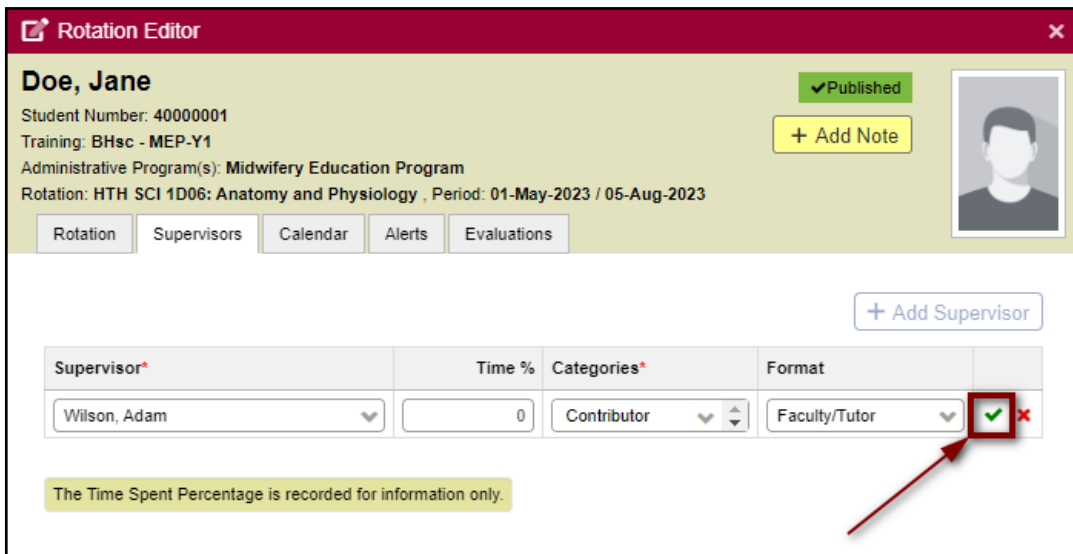 Rotation Editor
Doe, Jane
✔Published
Student Number: 40000001
+ Add Note
Training: BHsc - MEP-Y1
Administrative Program(s): Midwifery Education Program
Rotation: HTH SCI 1D06: Anatomy and Physiology , Period: 01-May-2023 / 05-Aug-2023
Rotation Supervisors Calendar Alerts Evaluations
+ Add Supervisor
Supervisor* Time % Categories* Format
Wilson, Adam 0 Contributor Faculty/Tutor
The Time Spent Percentage is recorded for information only.